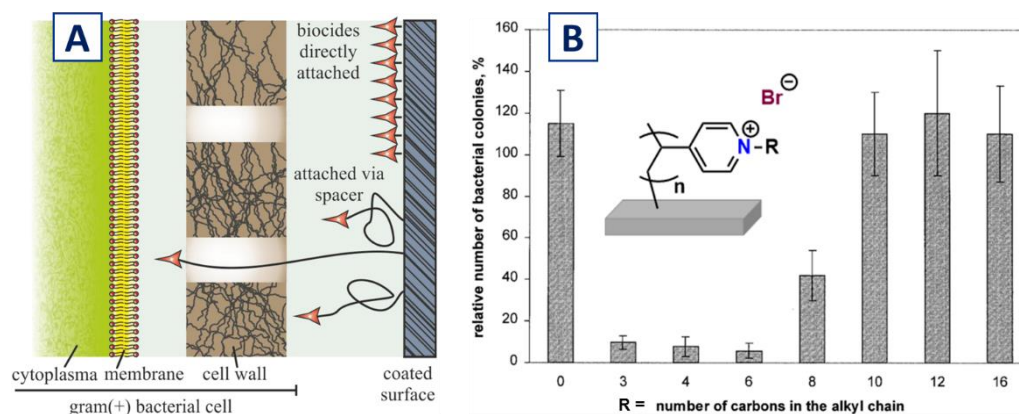 A
biocides
directly
attached
attached via
spacer
cytoplasma membrane cell wall coated
surface
gram(+) bacterial cell
B
relative number of bacterial colonies, %
160
140
120
100
80
60
40
20
0
Br⊖
⊕
N-R
n
0 3 4 6 8 10 12 16
R = number of carbons in the alkyl chain